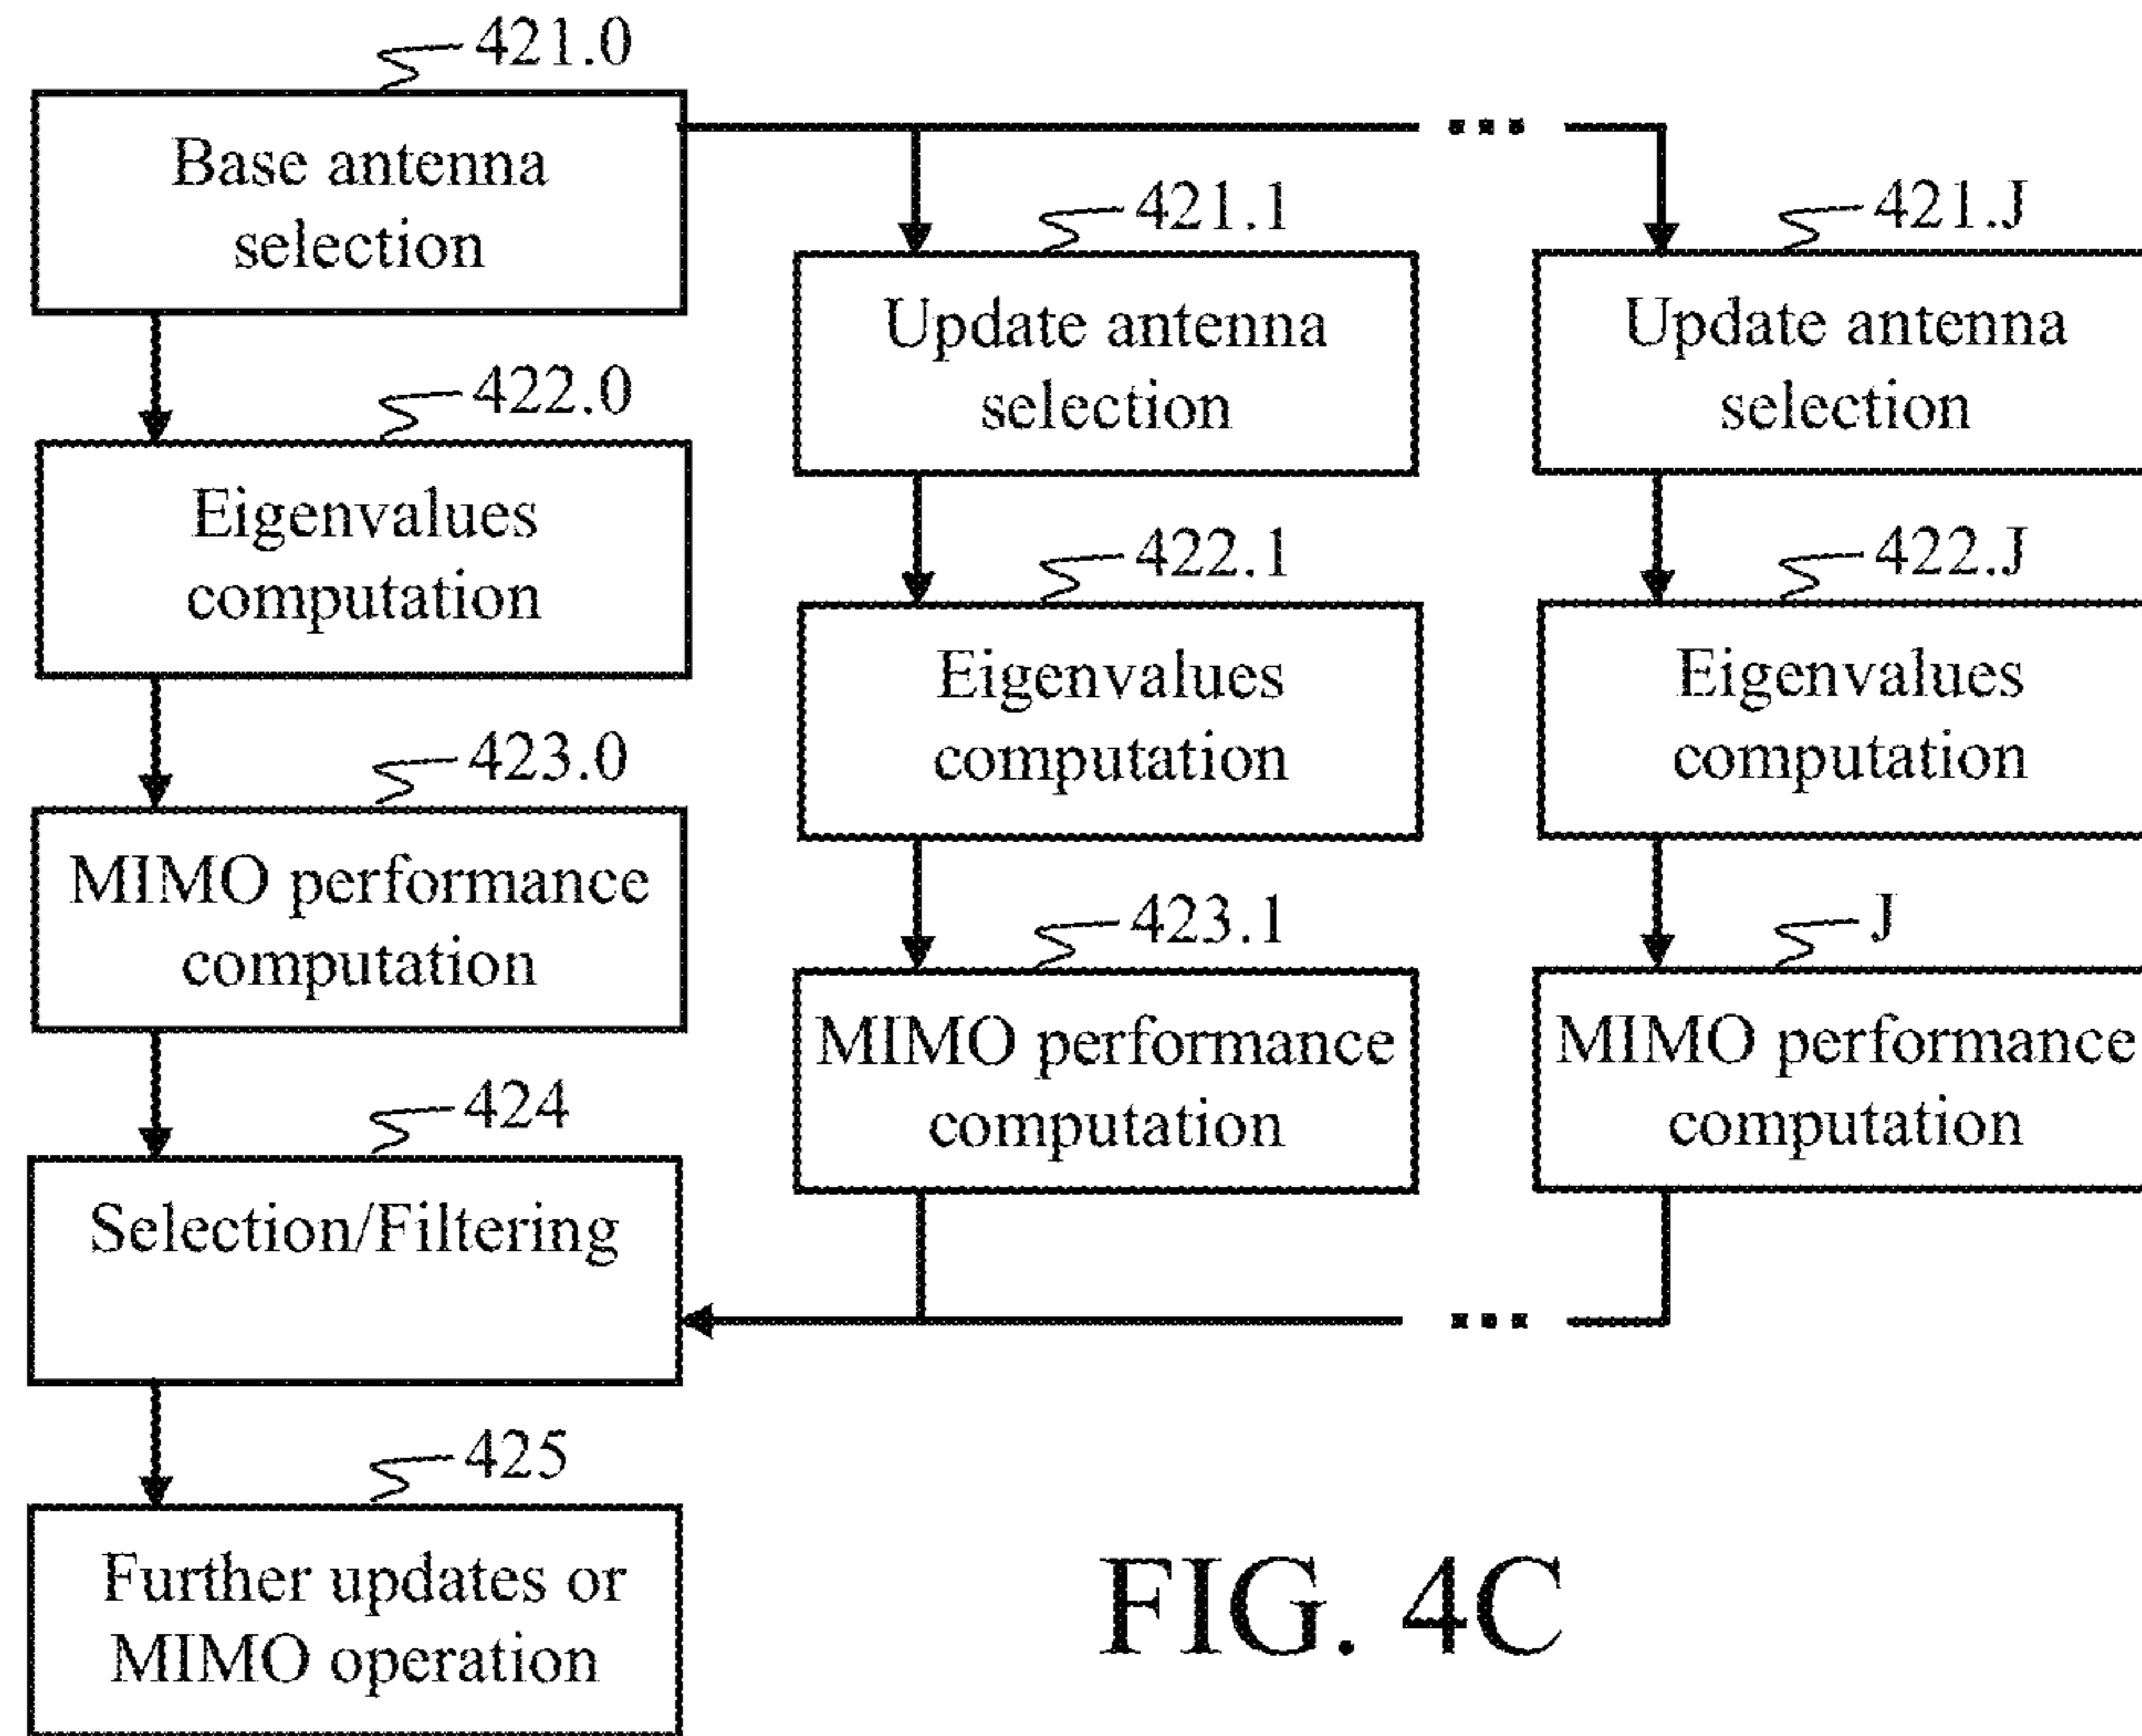 421.0
Base antenna
selection
421.1
Update antenna
selection
421.J
Update antenna
selection
422.0
Eigenvalues
computation
422.1
Eigenvalues
computation
422.J
Eigenvalues
computation
423.0
MIMO performance
computation
423.1
MIMO performance
computation
J
MIMO performance
computation
424
Selection/Filtering
425
Further updates or
MIMO operation
FIG. 4C